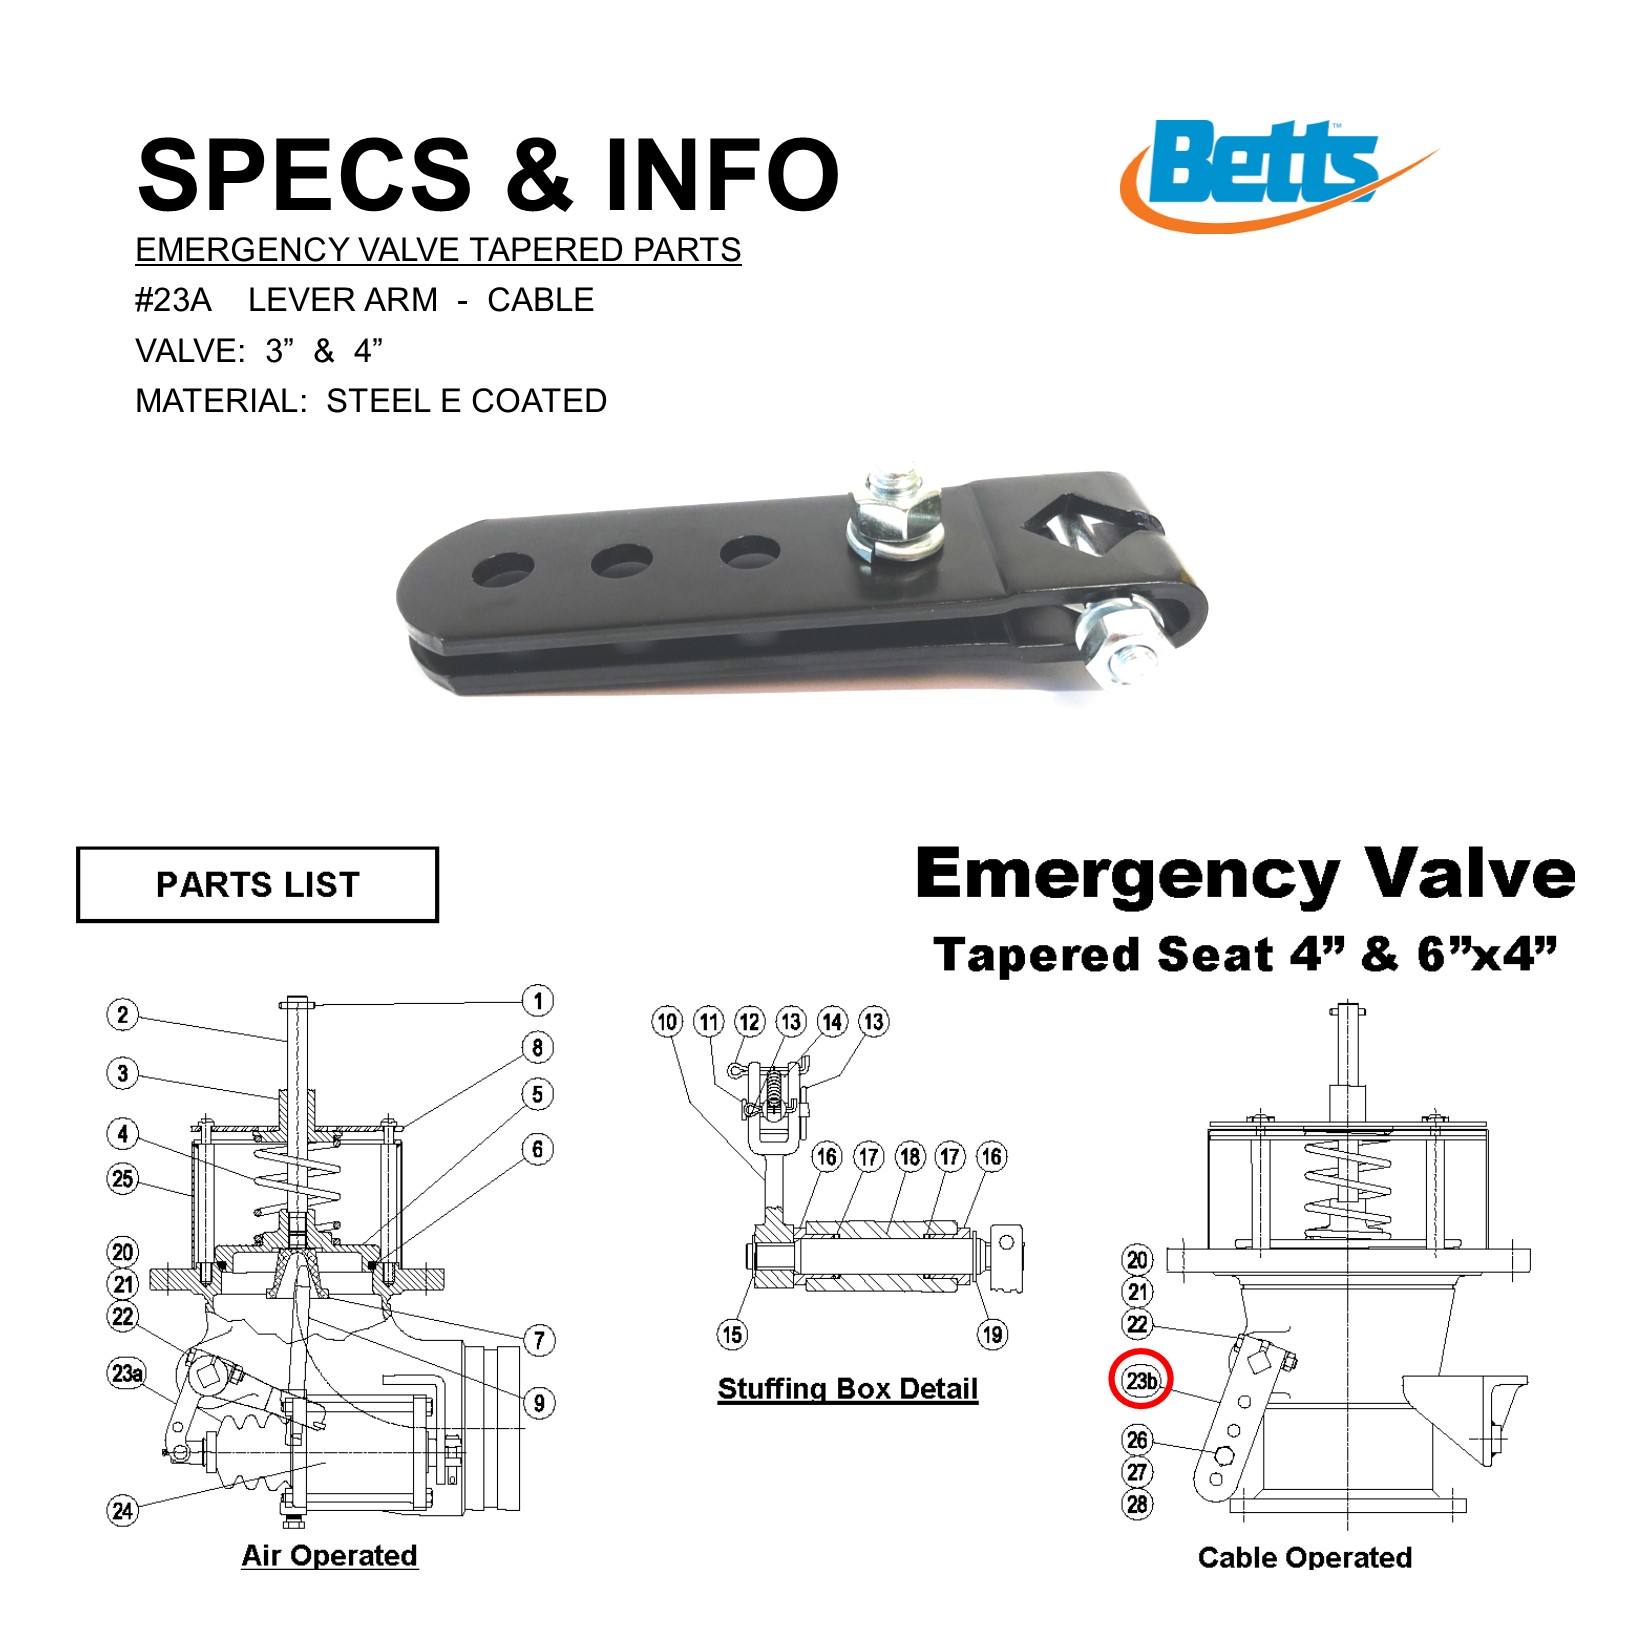 SPECS & INFO
Betts™
EMERGENCY VALVE TAPERED PARTS
#23A LEVER ARM - CABLE
VALVE: 3” & 4”
MATERIAL: STEEL E COATED
PARTS LIST
Emergency Valve
Tapered Seat 4” & 6”x4”
1
2
8
3
5
4
6
25
20
21
22
7
23a
9
24
Air Operated
10 11 12 13 14 13
16 17 18 17 16
15 19
Stuffing Box Detail
20
21
22
23b
26
27
28
Cable Operated